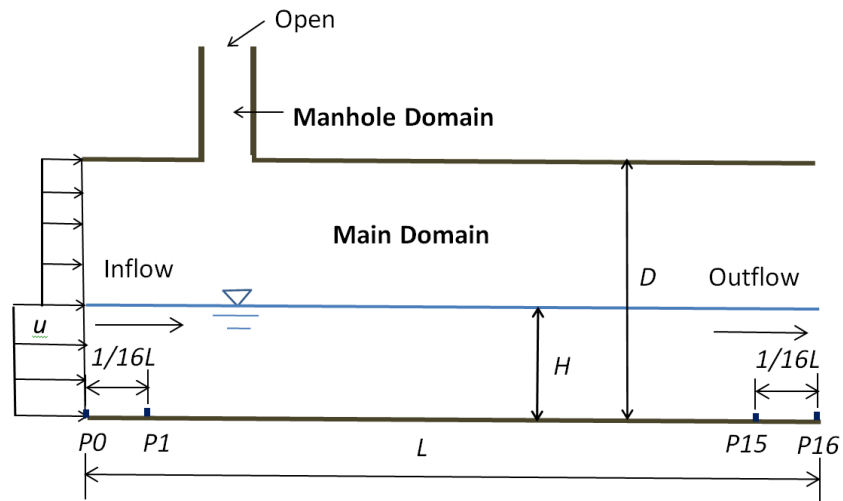 Open
Manhole Domain
Main Domain
Inflow
D
Outflow
u
1/16L
H
1/16L
P0
P1
L
P15
P16